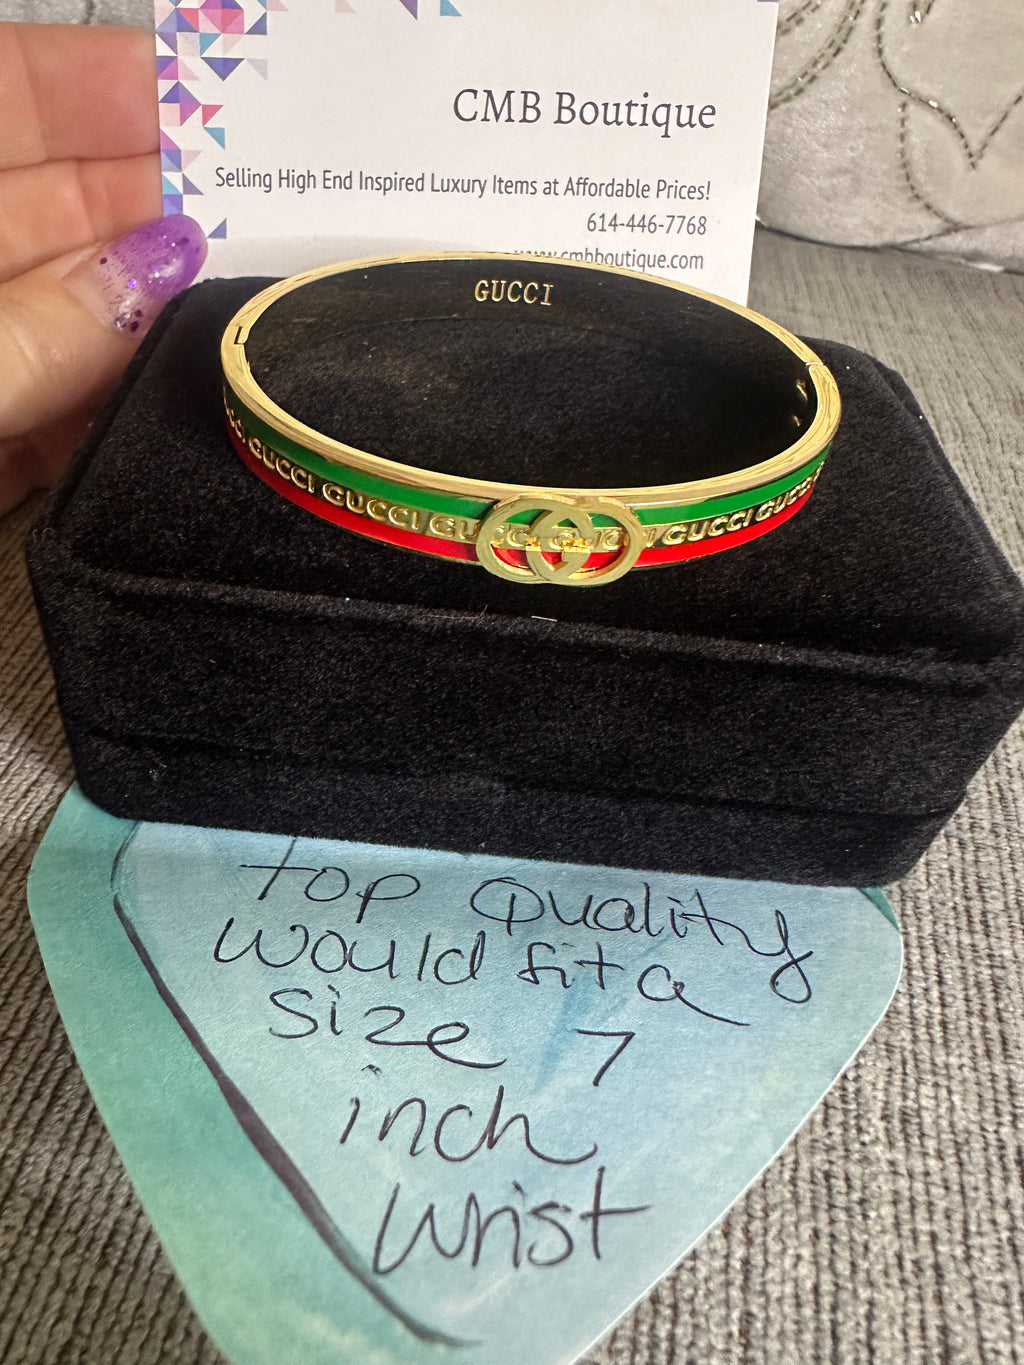 CMB Boutique
Selling High End Inspired Luxury Items at Affordable Prices!
614-446-7768
www.cmbboutique.com
GUCCI
GUCCI GUCCI GUCCI GUCCI GUCCI
top Quality
would fit a
size 7
inch
wrist